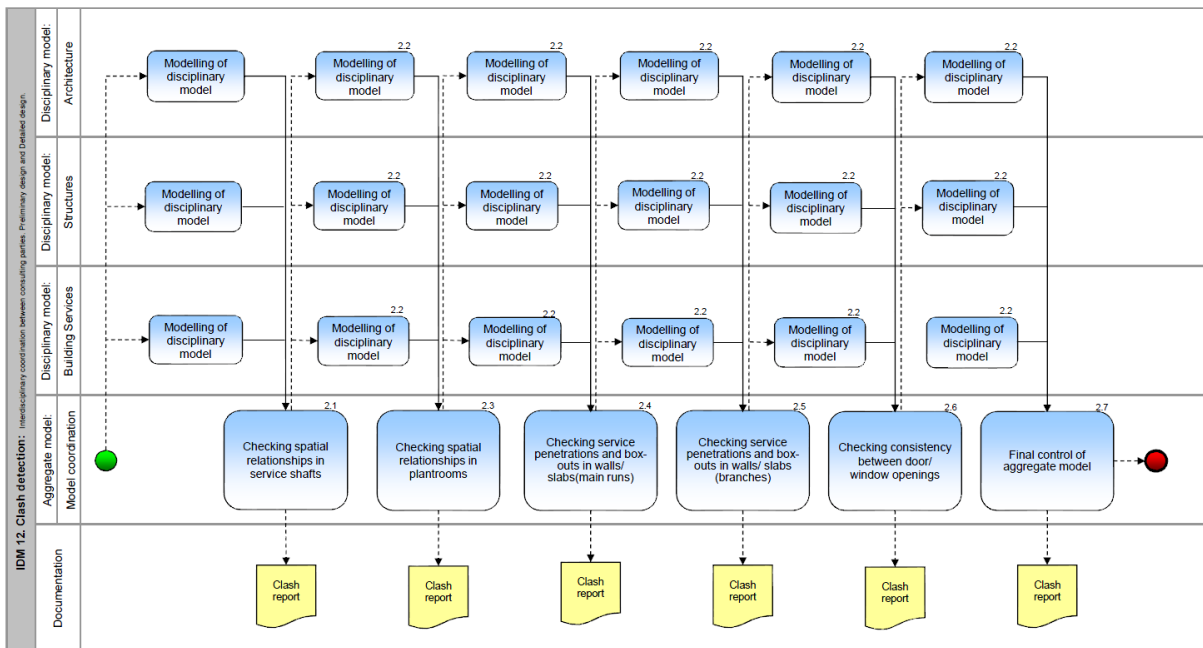 IDM 12. Clash detection: Interdisciplinary coordination between consulting parties. Preliminary design and Detailed design.
Disciplinary model:
Architecture
Modelling of
disciplinary
model
2.2
Modelling of
disciplinary
model
2.2
Modelling of
disciplinary
model
2.2
Modelling of
disciplinary
model
2.2
Modelling of
disciplinary
model
2.2
Modelling of
disciplinary
model
Disciplinary model:
Structures
Modelling of
disciplinary
model
2.2
Modelling of
disciplinary
model
2.2
Modelling of
disciplinary
model
2.2
Modelling of
disciplinary
model
2.2
Modelling of
disciplinary
model
2.2
Modelling of
disciplinary
model
Disciplinary model:
Building Services
Modelling of
disciplinary
model
2.2
Modelling of
disciplinary
model
2.2
Modelling of
disciplinary
model
2.2
Modelling of
disciplinary
model
2.2
Modelling of
disciplinary
model
2.2
Modelling of
disciplinary
model
Aggregate model:
Model coordination
2.1
Checking spatial
relationships in
service shafts
2.3
Checking spatial
relationships in
plantrooms
2.4
Checking service
penetrations and box-
outs in walls/
slabs(main runs)
2.5
Checking service
penetrations and box-
outs in walls/ slabs
(branches)
2.6
Checking consistency
between door/
window openings
2.7
Final control of
aggregate model
Documentation
Clash
report
Clash
report
Clash
report
Clash
report
Clash
report
Clash
report